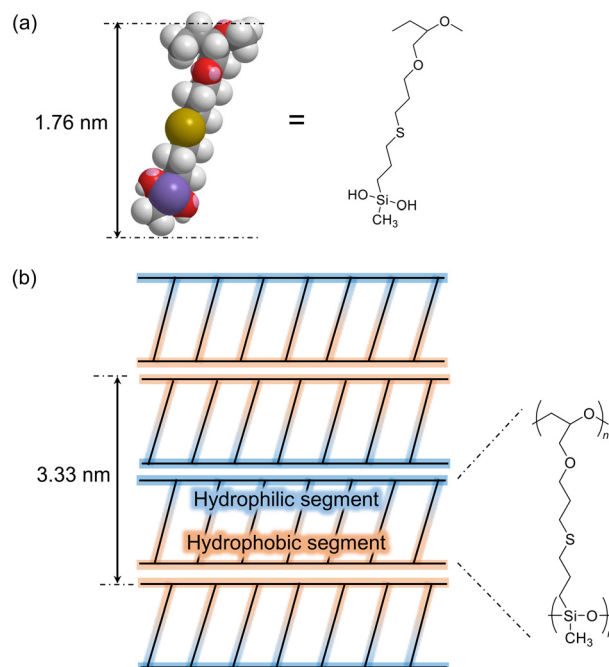 (a)
1.76 nm
=
O
O
S
HO
Si
OH
CH3
(b)
3.33 nm
Hydrophilic segment
Hydrophobic segment
O
n
O
S
Si
O
n
CH3